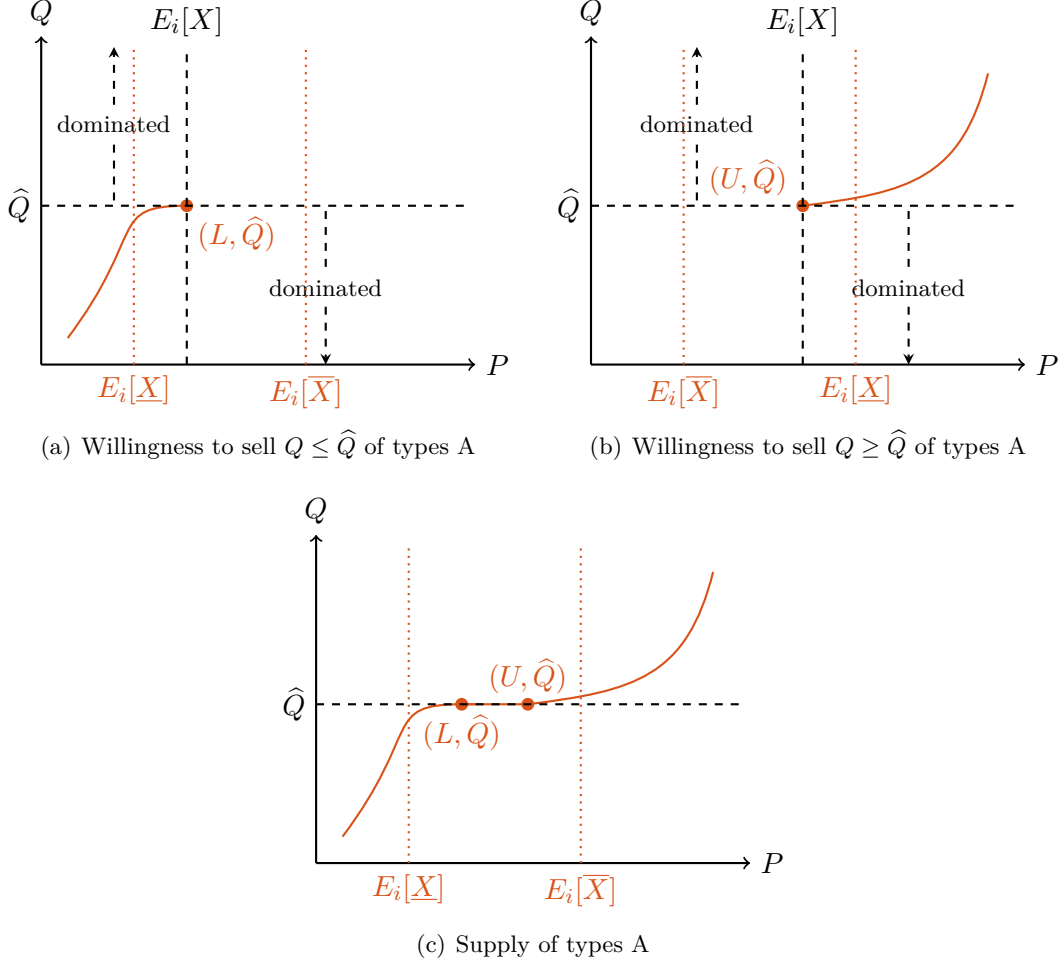 Q
E_i[X]
dominated
Q̂
(L, Q̂)
dominated
P
E_i[X̲]
E_i[X̅]
(a) Willingness to sell Q ≤ Q̂ of types A
Q
E_i[X]
dominated
(U, Q̂)
Q̂
dominated
P
E_i[X̅]
E_i[X̲]
(b) Willingness to sell Q ≥ Q̂ of types A
Q
(U, Q̂)
Q̂
(L, Q̂)
P
E_i[X̲]
E_i[X̅]
(c) Supply of types A